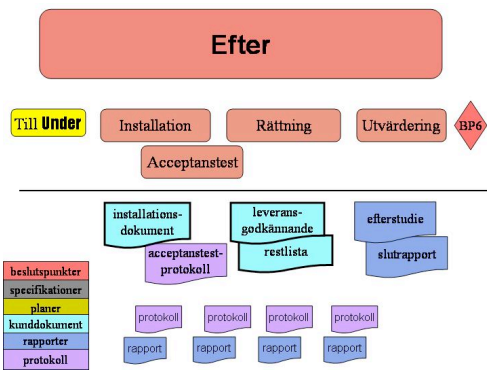 Efter
Till Under
Installation
Rättning
Utvärdering
BP6
Acceptanstest
installations-
dokument
leverans-
godkännande
efterstudie
acceptanstest-
protokoll
restlista
slutrapport
beslutspunkter
specifikationer
planer
kunddokument
rapporter
protokoll
protokoll protokoll protokoll protokoll
rapport rapport rapport rapport